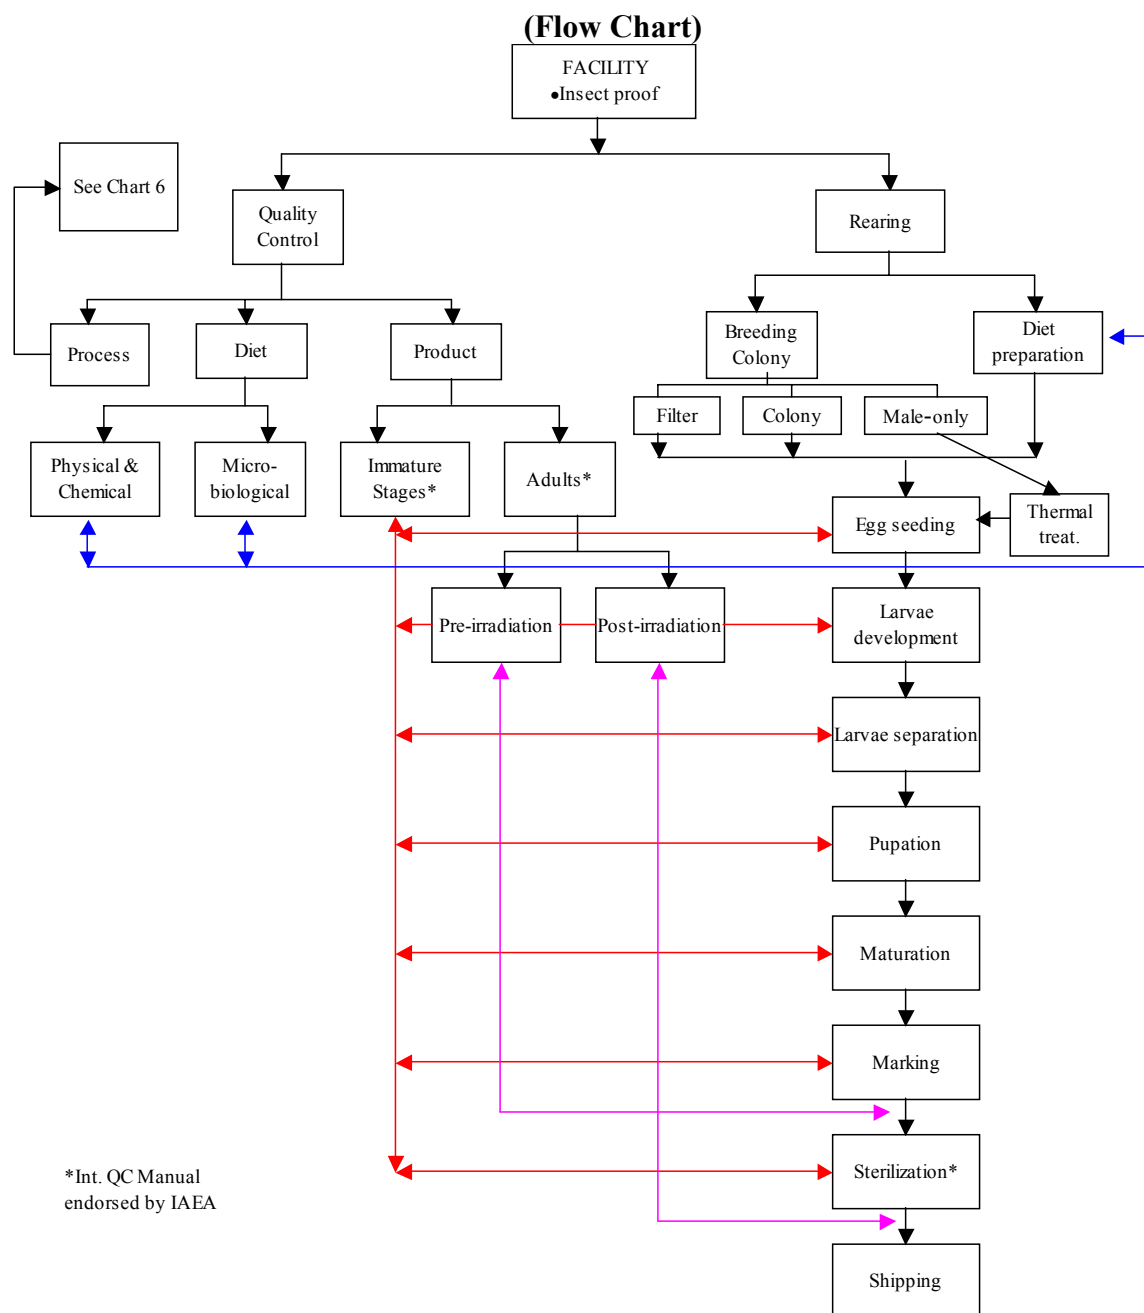 (Flow Chart)
FACILITY
•Insect proof
See Chart 6
Quality
Control
Rearing
Process
Diet
Product
Breeding
Colony
Diet
preparation
Filter
Colony
Male-only
Physical &
Chemical
Micro-
biological
Immature
Stages*
Adults*
Egg seeding
Thermal
treat.
Pre-irradiation
Post-irradiation
Larvae
development
Larvae separation
Pupation
Maturation
Marking
*Int. QC Manual
endorsed by IAEA
Sterilization*
Shipping